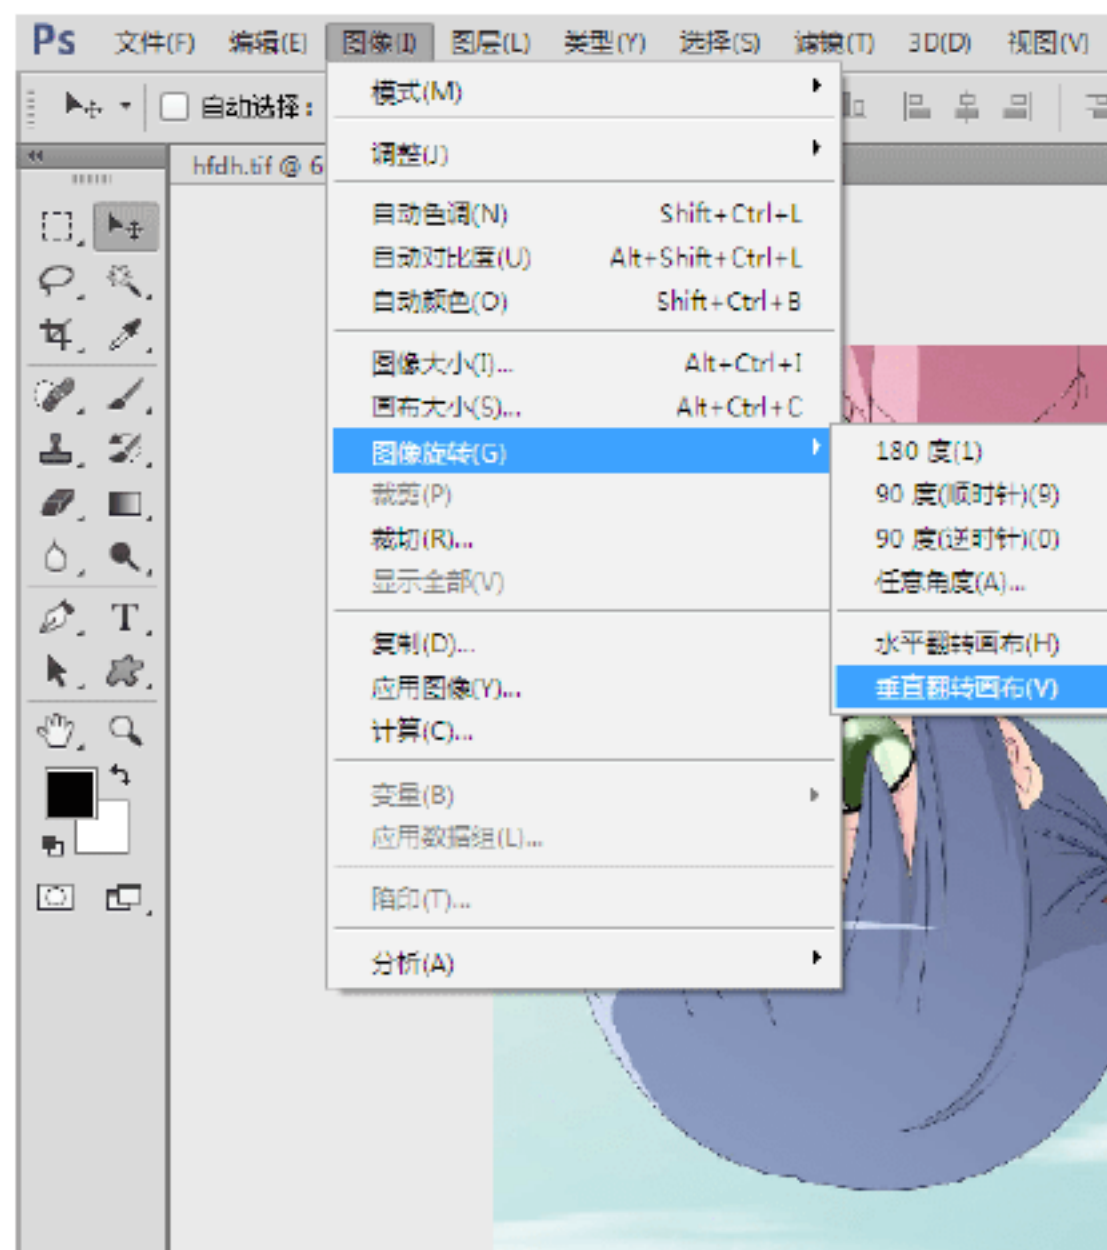 Ps 文件(F) 编辑(E) 图像(I) 图层(L) 类型(Y) 选择(S) 滤镜(T) 3D(D) 视图(V)
自动选择：
hfdh.tif @ 6
模式(M)
调整(J)
自动色调(N) Shift+Ctrl+L
自动对比度(U) Alt+Shift+Ctrl+L
自动颜色(O) Shift+Ctrl+B
图像大小(I)... Alt+Ctrl+I
画布大小(S)... Alt+Ctrl+C
图像旋转(G)
裁剪(P)
裁切(R)...
显示全部(V)
复制(D)...
应用图像(Y)...
计算(C)...
变量(B)
应用数据组(L)...
陷印(T)...
分析(A)
180 度(1)
90 度(顺时针)(9)
90 度(逆时针)(0)
任意角度(A)...
水平翻转画布(H)
垂直翻转画布(V)